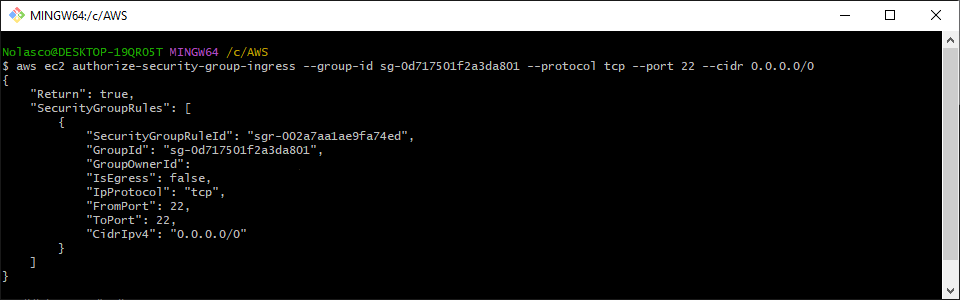 MINGW64:/c/AWS
Nolasco@DESKTOP-19QRO5T MINGW64 /c/AWS
$ aws ec2 authorize-security-group-ingress --group-id sg-0d717501f2a3da801 --protocol tcp --port 22 --cidr 0.0.0.0/0
{
    "Return": true,
    "SecurityGroupRules": [
        {
            "SecurityGroupRuleId": "sgr-002a7aa1ae9fa74ed",
            "GroupId": "sg-0d717501f2a3da801",
            "GroupOwnerId":
            "IsEgress": false,
            "IpProtocol": "tcp",
            "FromPort": 22,
            "ToPort": 22,
            "CidrIpv4": "0.0.0.0/0"
        }
    ]
}